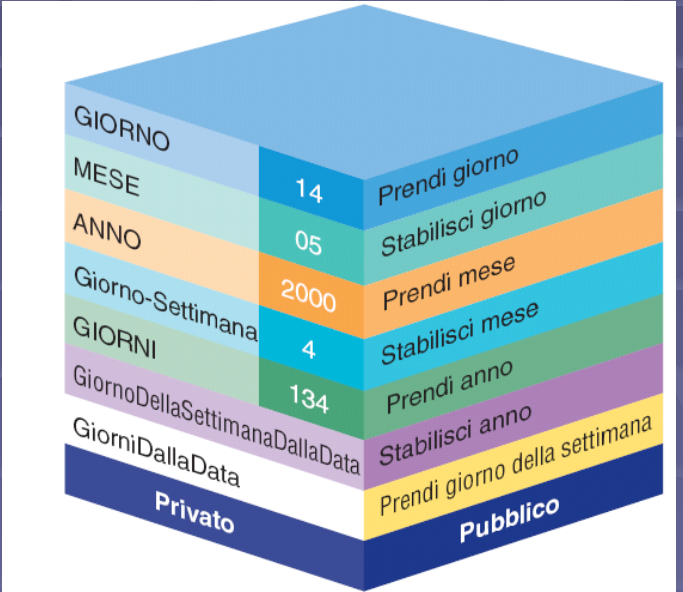 GIORNO 14
MESE 05
ANNO 2000
Giorno-Settimana 4
GIORNI 134
GiornoDellaSettimanaDallaData
GiorniDallaData
Privato
Prendi giorno
Stabilisci giorno
Prendi mese
Stabilisci mese
Prendi anno
Stabilisci anno
Prendi giorno della settimana
Pubblico